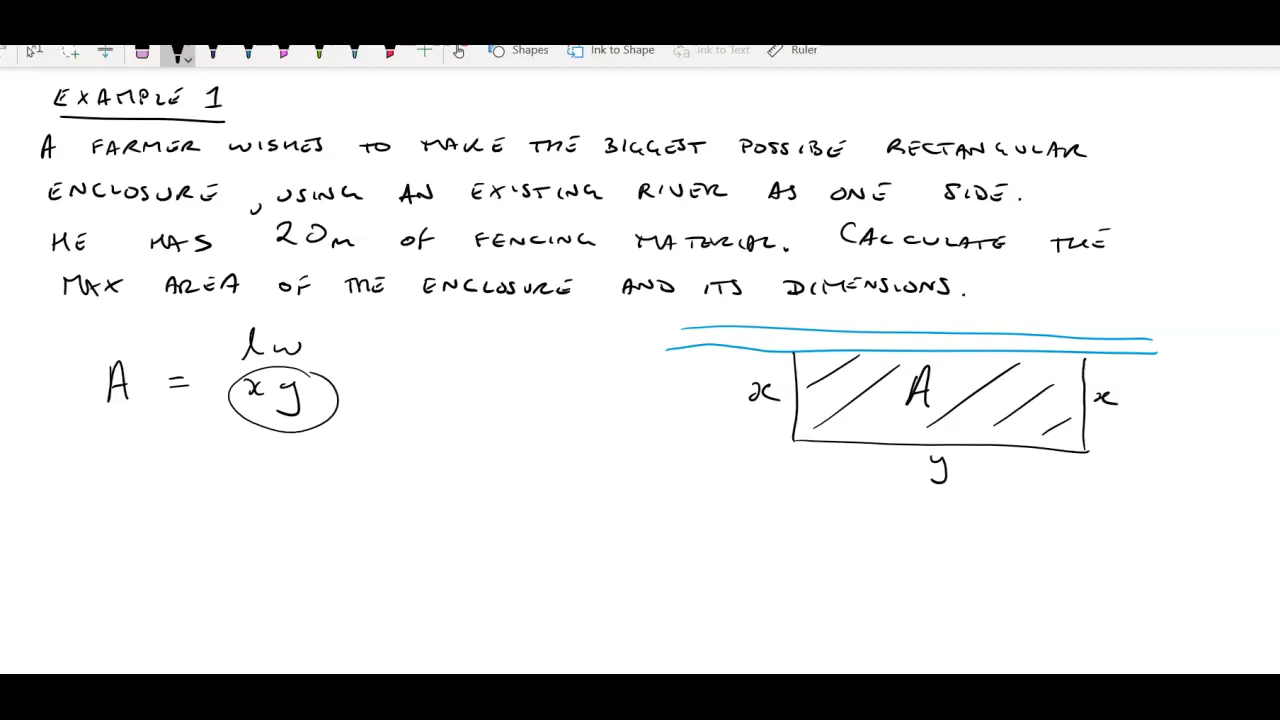 Shapes Ink to Shape Ink to Text Ruler
EXAMPLE 1
A FARMER WISHES TO MAKE THE BIGGEST POSSIBE RECTANGULAR
ENCLOSURE, USING AN EXISTING RIVER AS ONE SIDE.
HE HAS 20m OF FENCING MATERIAL. CALCULATE THE
MAX AREA OF THE ENCLOSURE AND ITS DIMENSIONS.
lw
A = xy
x A x
y